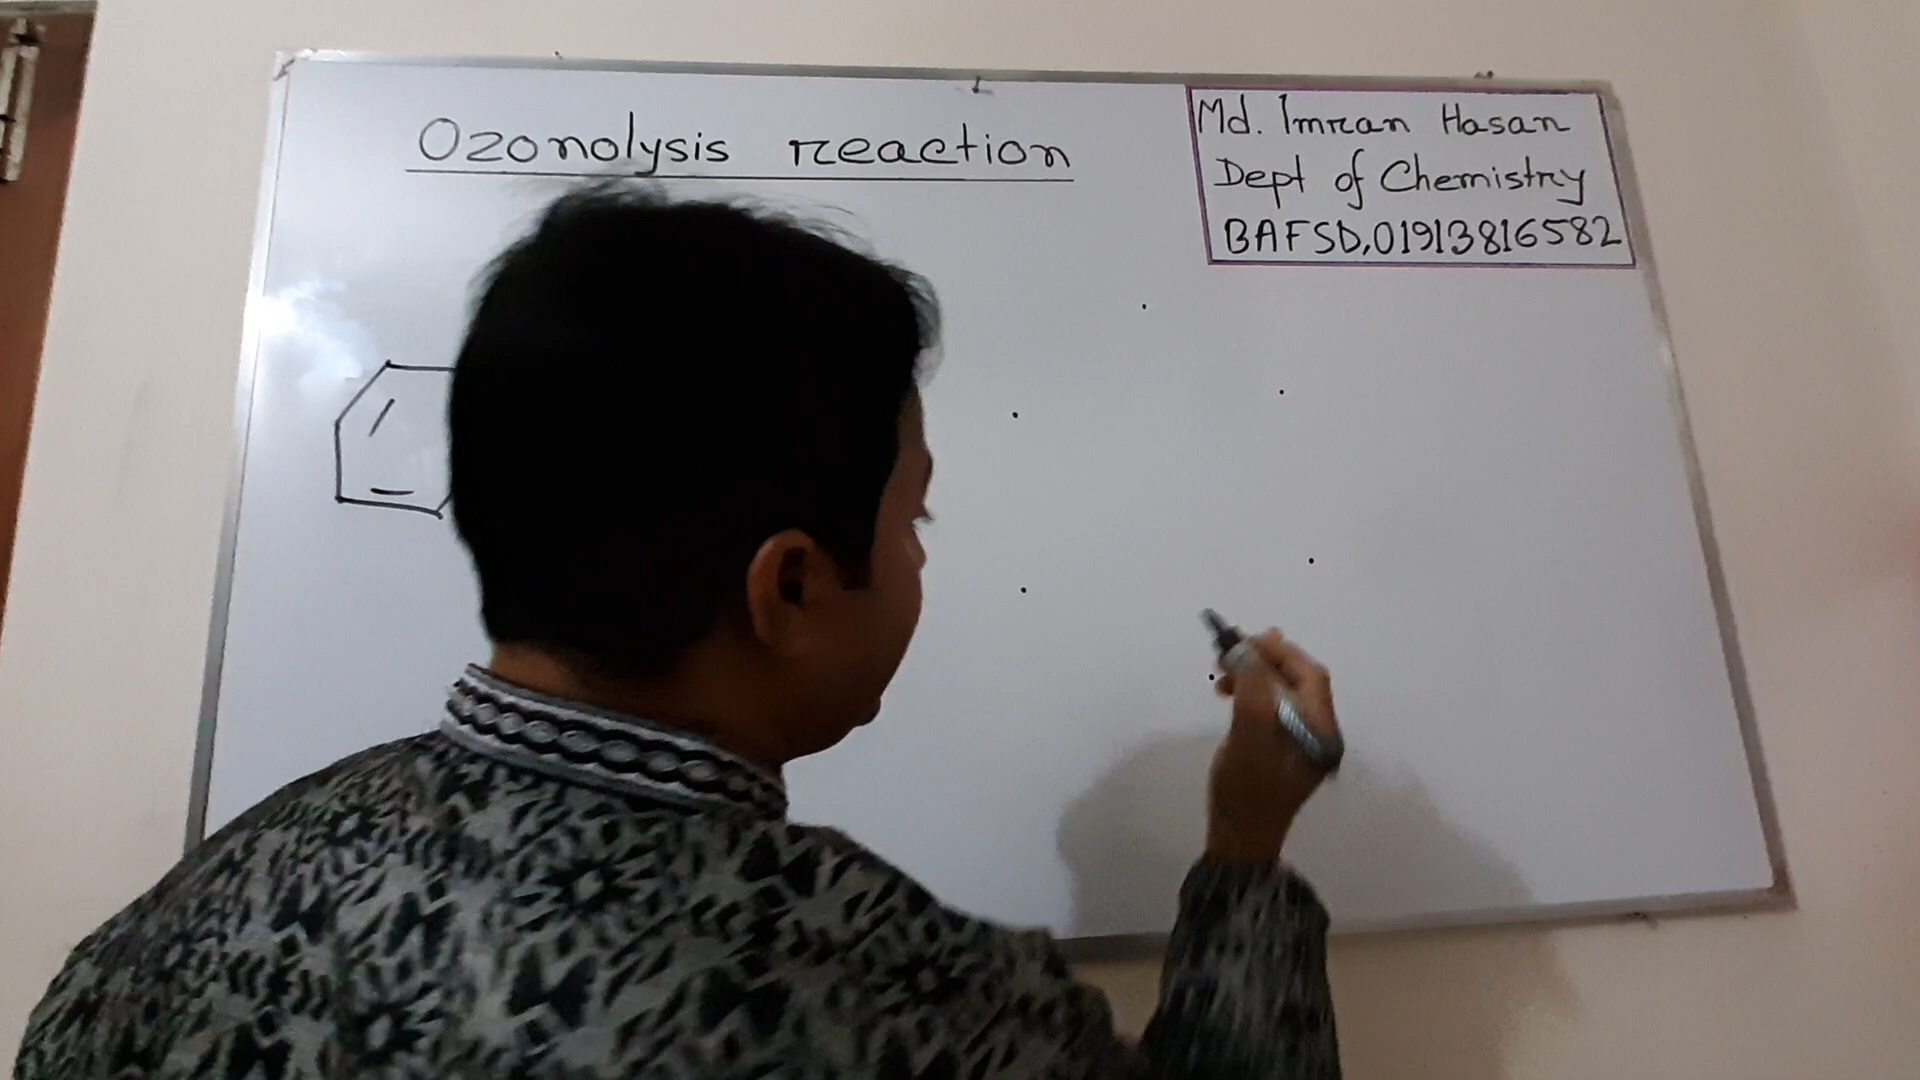 Ozonolysis reaction
Md. Imran Hasan
Dept of Chemistry
BAFSD, 01913816582